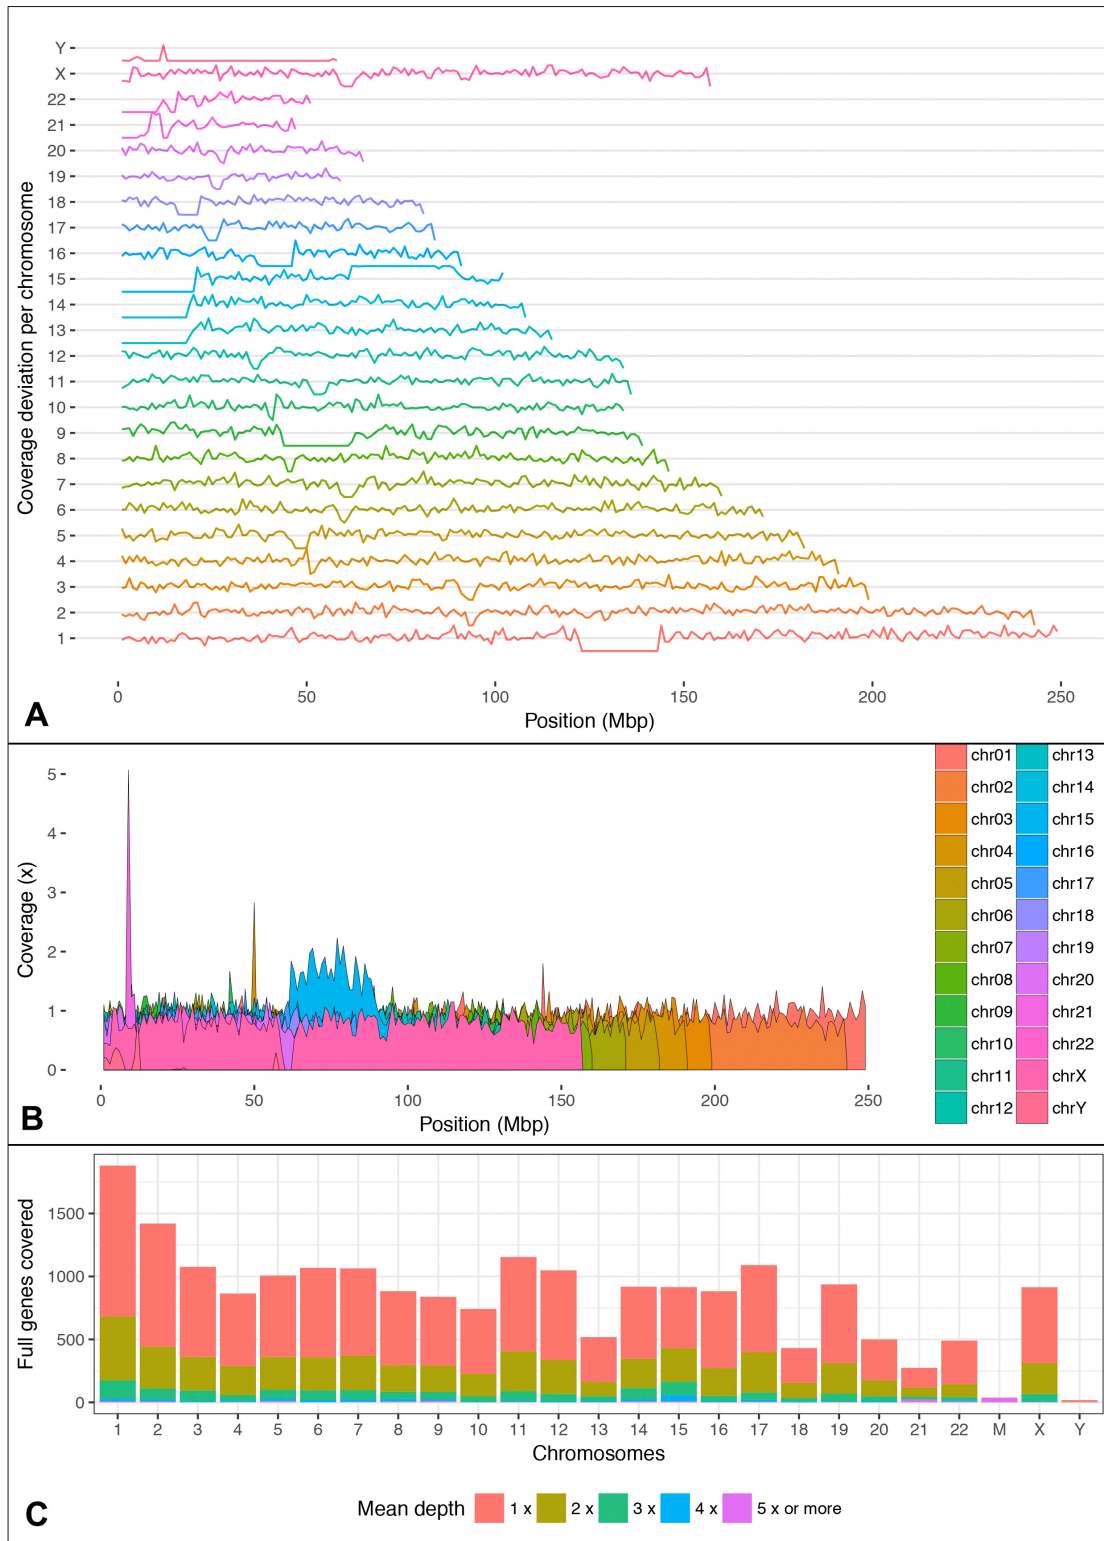 Coverage deviation per chromosome
Y
X
22
21
20
19
18
17
16
15
14
13
12
11
10
9
8
7
6
5
4
3
2
1
0 50 100 150 200 250
Position (Mbp)
A
Coverage (x)
5
4
3
2
1
0
0 50 100 150 200 250
Position (Mbp)
B
chr01 chr13
chr02 chr14
chr03 chr15
chr04 chr16
chr05 chr17
chr06 chr18
chr07 chr19
chr08 chr20
chr09 chr21
chr10 chr22
chr11 chrX
chr12 chrY
Full genes covered
1500
1000
500
0
1 2 3 4 5 6 7 8 9 10 11 12 13 14 15 16 17 18 19 20 21 22 M X Y
Chromosomes
Mean depth 1 x 2 x 3 x 4 x 5 x or more
C